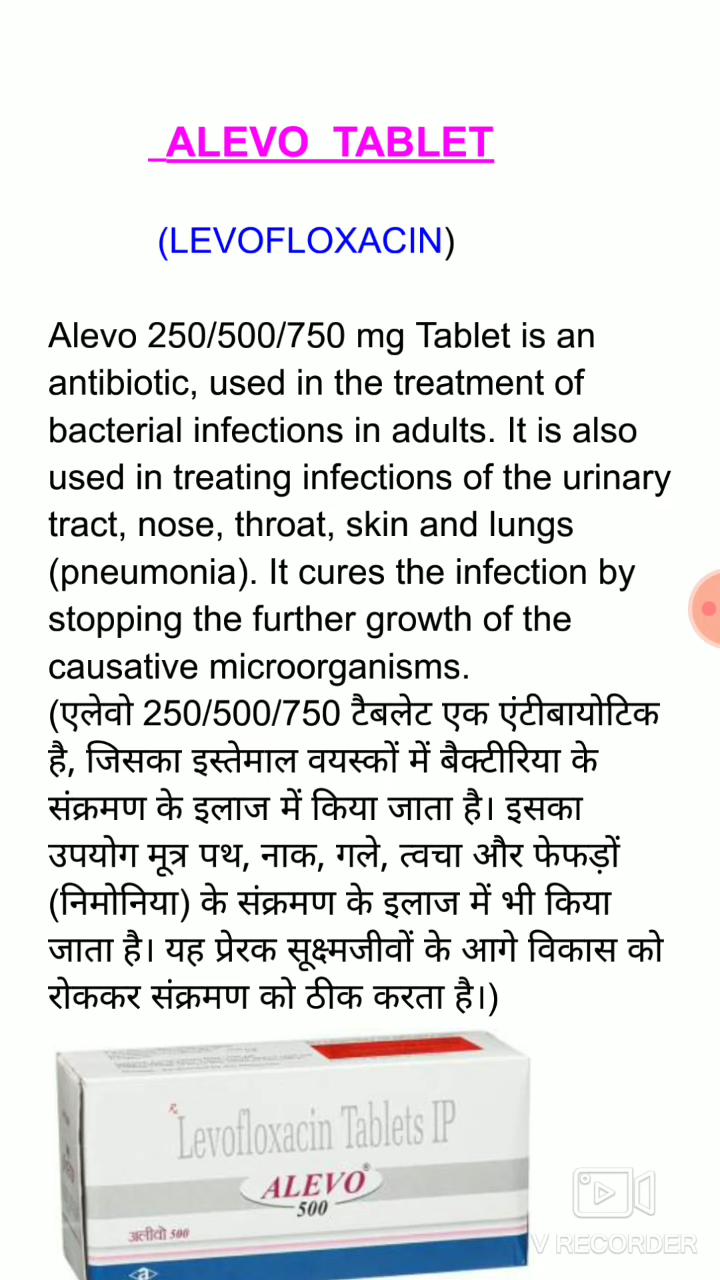 ALEVO TABLET
(LEVOFLOXACIN)
Alevo 250/500/750 mg Tablet is an
antibiotic, used in the treatment of
bacterial infections in adults. It is also
used in treating infections of the urinary
tract, nose, throat, skin and lungs
(pneumonia). It cures the infection by
stopping the further growth of the
causative microorganisms.
(एलेवो 250/500/750 टैबलेट एक एंटीबायोटिक
है, जिसका इस्तेमाल वयस्कों में बैक्टीरिया के
संक्रमण के इलाज में किया जाता है। इसका
उपयोग मूत्र पथ, नाक, गले, त्वचा और फेफड़ों
(निमोनिया) के संक्रमण के इलाज में भी किया
जाता है। यह प्रेरक सूक्ष्मजीवों के आगे विकास को
रोककर संक्रमण को ठीक करता है।)
Rx
Levofloxacin Tablets IP
ALEVO®
500
अलीवो 500
a
V RECORDER